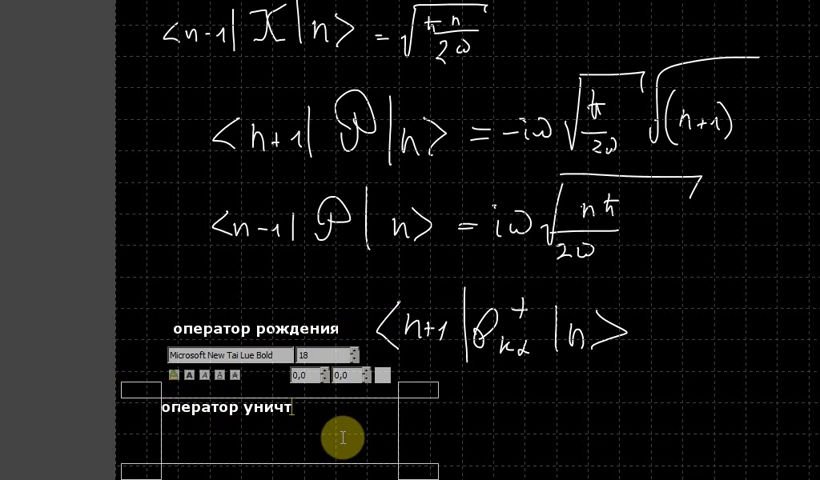 <n-1| X |n> = √(ħn/2ω)
<n+1| P |n> = -iω √(ħ/2ω) √(n+1)
<n-1| P |n> = iω √(nħ/2ω)
<n+1| 𝒫⁺ₖα |n>
оператор рождения
Microsoft New Tai Lue Bold 18
A A A A 0,0 0,0
оператор уничт